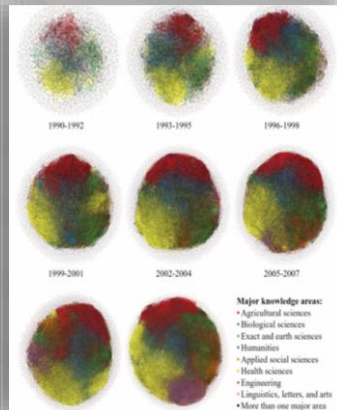 1990-1992
1993-1995
1996-1998
1999-2001
2002-2004
2005-2007
Major knowledge areas:
• Agricultural sciences
• Biological sciences
• Exact and earth sciences
• Humanities
• Applied social sciences
• Health sciences
• Engineering
• Linguistics, letters, and arts
• More than one major area